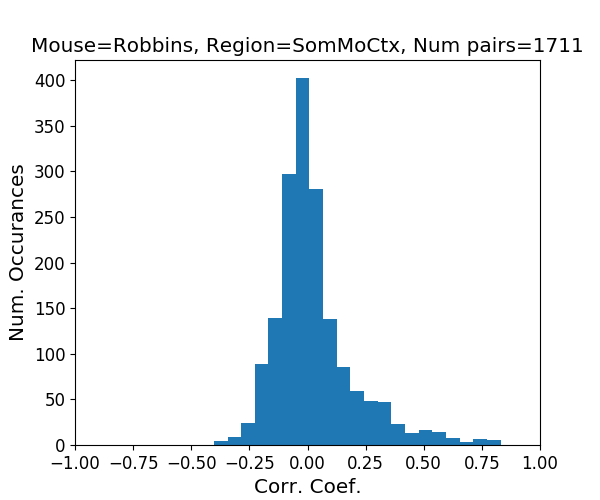 Mouse=Robbins, Region=SomMoCtx, Num pairs=1711
400
350
300
250
200
150
100
50
0
Num. Occurances
−1.00 −0.75 −0.50 −0.25 0.00 0.25 0.50 0.75 1.00
Corr. Coef.